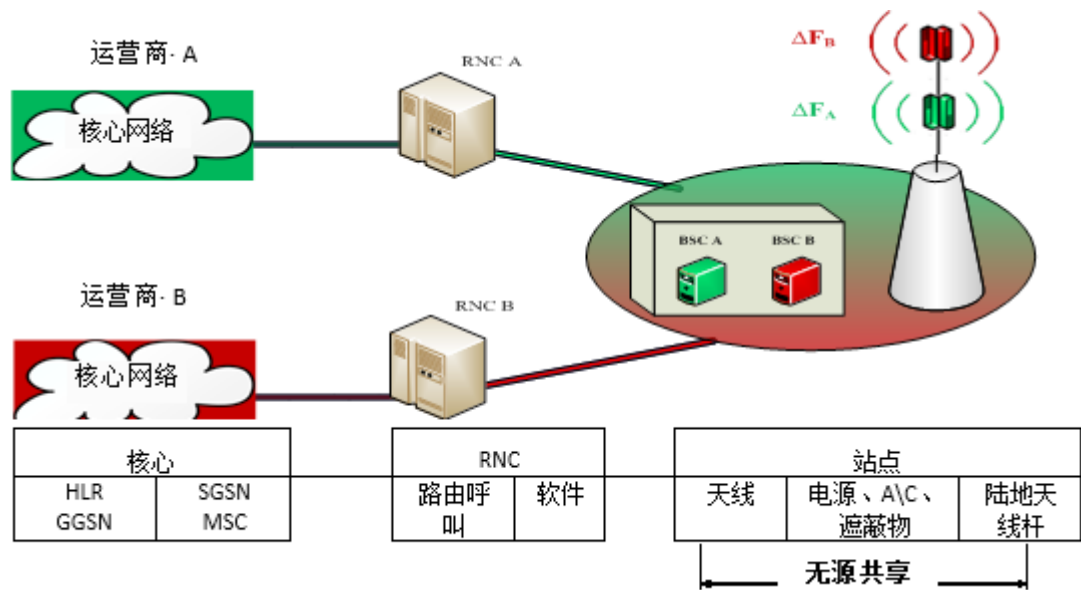 运营商- A
核心网络
RNC A
ΔF_B
ΔF_A
BSC A
BSC B
运营商- B
核心网络
RNC B
核心
HLR
GGSN
SGSN
MSC
RNC
路由呼
叫
软件
站点
天线
电源、A\C、
遮蔽物
陆地天
线杆
无源共享